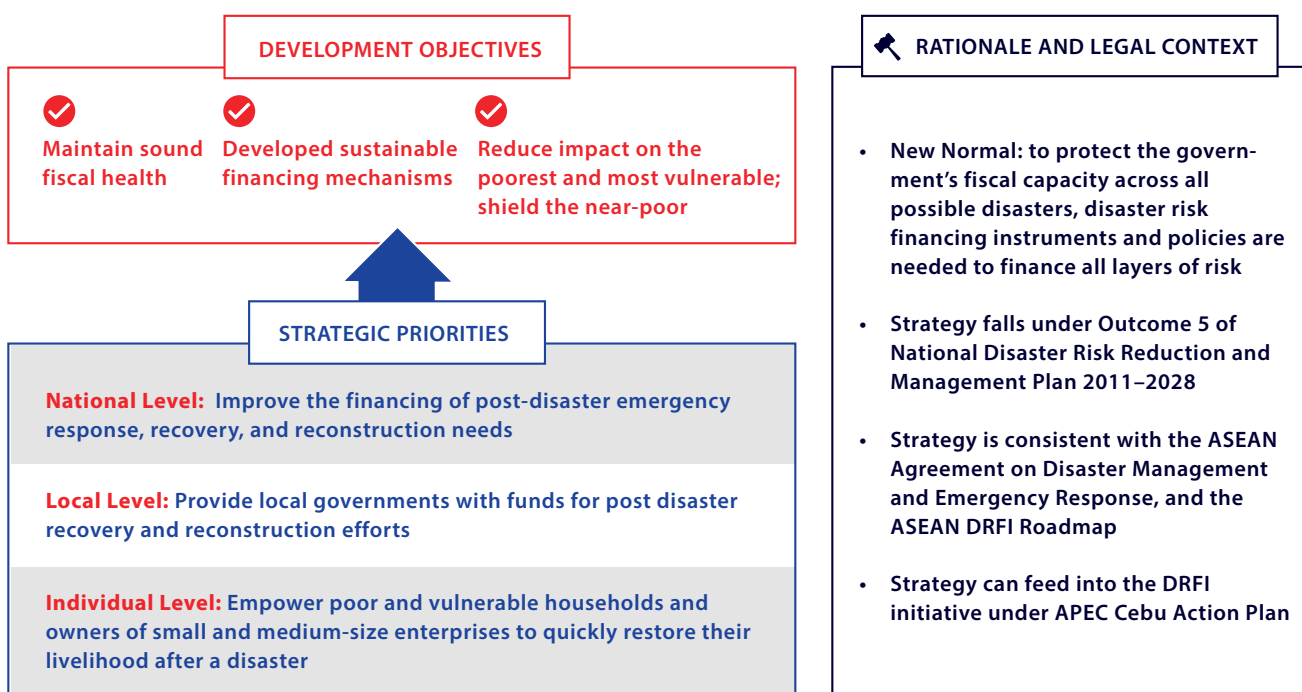 DEVELOPMENT OBJECTIVES
Maintain sound
fiscal health
Developed sustainable
financing mechanisms
Reduce impact on the
poorest and most vulnerable;
shield the near-poor
STRATEGIC PRIORITIES
National Level: Improve the financing of post-disaster emergency
response, recovery, and reconstruction needs
Local Level: Provide local governments with funds for post disaster
recovery and reconstruction efforts
Individual Level: Empower poor and vulnerable households and
owners of small and medium-size enterprises to quickly restore their
livelihood after a disaster
RATIONALE AND LEGAL CONTEXT
• New Normal: to protect the govern-
ment's fiscal capacity across all
possible disasters, disaster risk
financing instruments and policies are
needed to finance all layers of risk
• Strategy falls under Outcome 5 of
National Disaster Risk Reduction and
Management Plan 2011–2028
• Strategy is consistent with the ASEAN
Agreement on Disaster Management
and Emergency Response, and the
ASEAN DRFI Roadmap
• Strategy can feed into the DRFI
initiative under APEC Cebu Action Plan